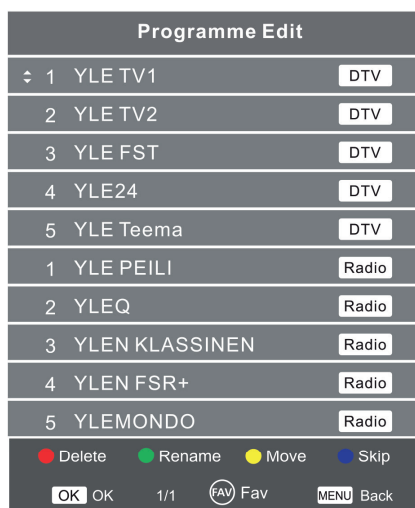 Programme Edit
1 YLE TV1 DTV
2 YLE TV2 DTV
3 YLE FST DTV
4 YLE24 DTV
5 YLE Teema DTV
1 YLE PEILI Radio
2 YLEQ Radio
3 YLEN KLASSINEN Radio
4 YLEN FSR+ Radio
5 YLEMONDO Radio
Delete Rename Move Skip
OK OK 1/1 FAV Fav MENU Back